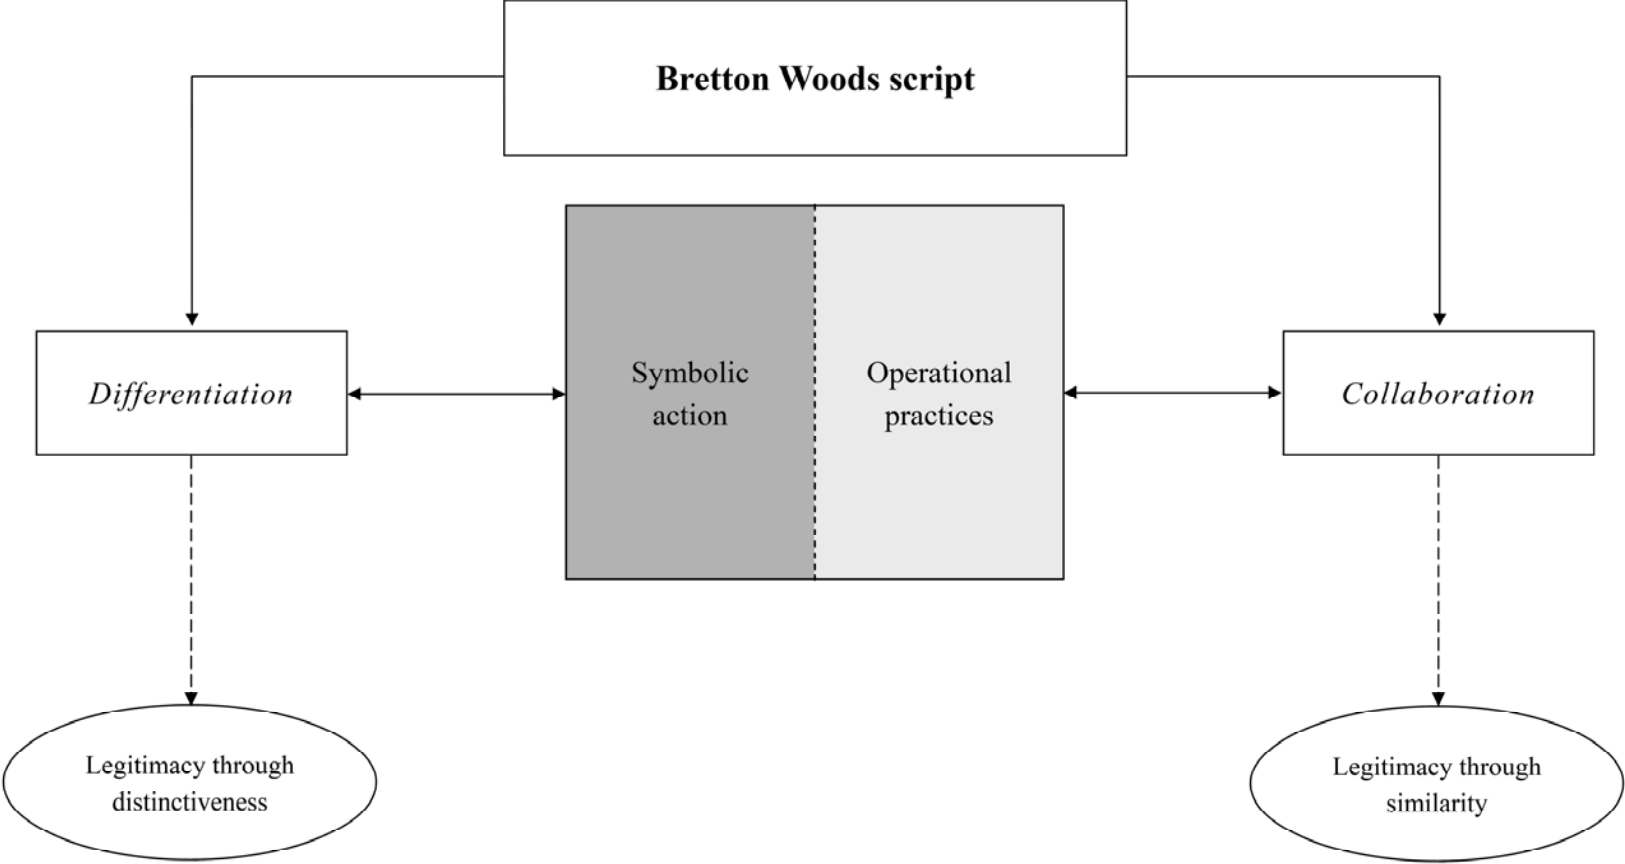 Bretton Woods script
Symbolic
action
Operational
practices
Differentiation
Collaboration
Legitimacy through
distinctiveness
Legitimacy through
similarity